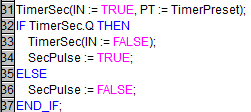 31 TimerSec(IN := TRUE, PT := TimerPreset);
32 IF TimerSec.Q THEN
33 TimerSec(IN := FALSE);
34 SecPulse := TRUE;
35 ELSE
36 SecPulse := FALSE;
37 END_IF;